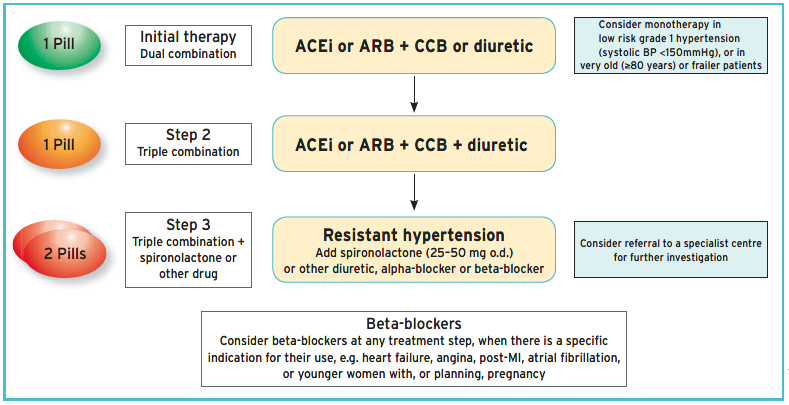 1 Pill
Initial therapy
Dual combination
ACEi or ARB + CCB or diuretic
Consider monotherapy in
low risk grade 1 hypertension
(systolic BP <150mmHg), or in
very old (≥80 years) or frailer patients
1 Pill
Step 2
Triple combination
ACEi or ARB + CCB + diuretic
2 Pills
Step 3
Triple combination +
spironolactone or
other drug
Resistant hypertension
Add spironolactone (25–50 mg o.d.)
or other diuretic, alpha-blocker or beta-blocker
Consider referral to a specialist centre
for further investigation
Beta-blockers
Consider beta-blockers at any treatment step, when there is a specific
indication for their use, e.g. heart failure, angina, post-MI, atrial fibrillation,
or younger women with, or planning, pregnancy